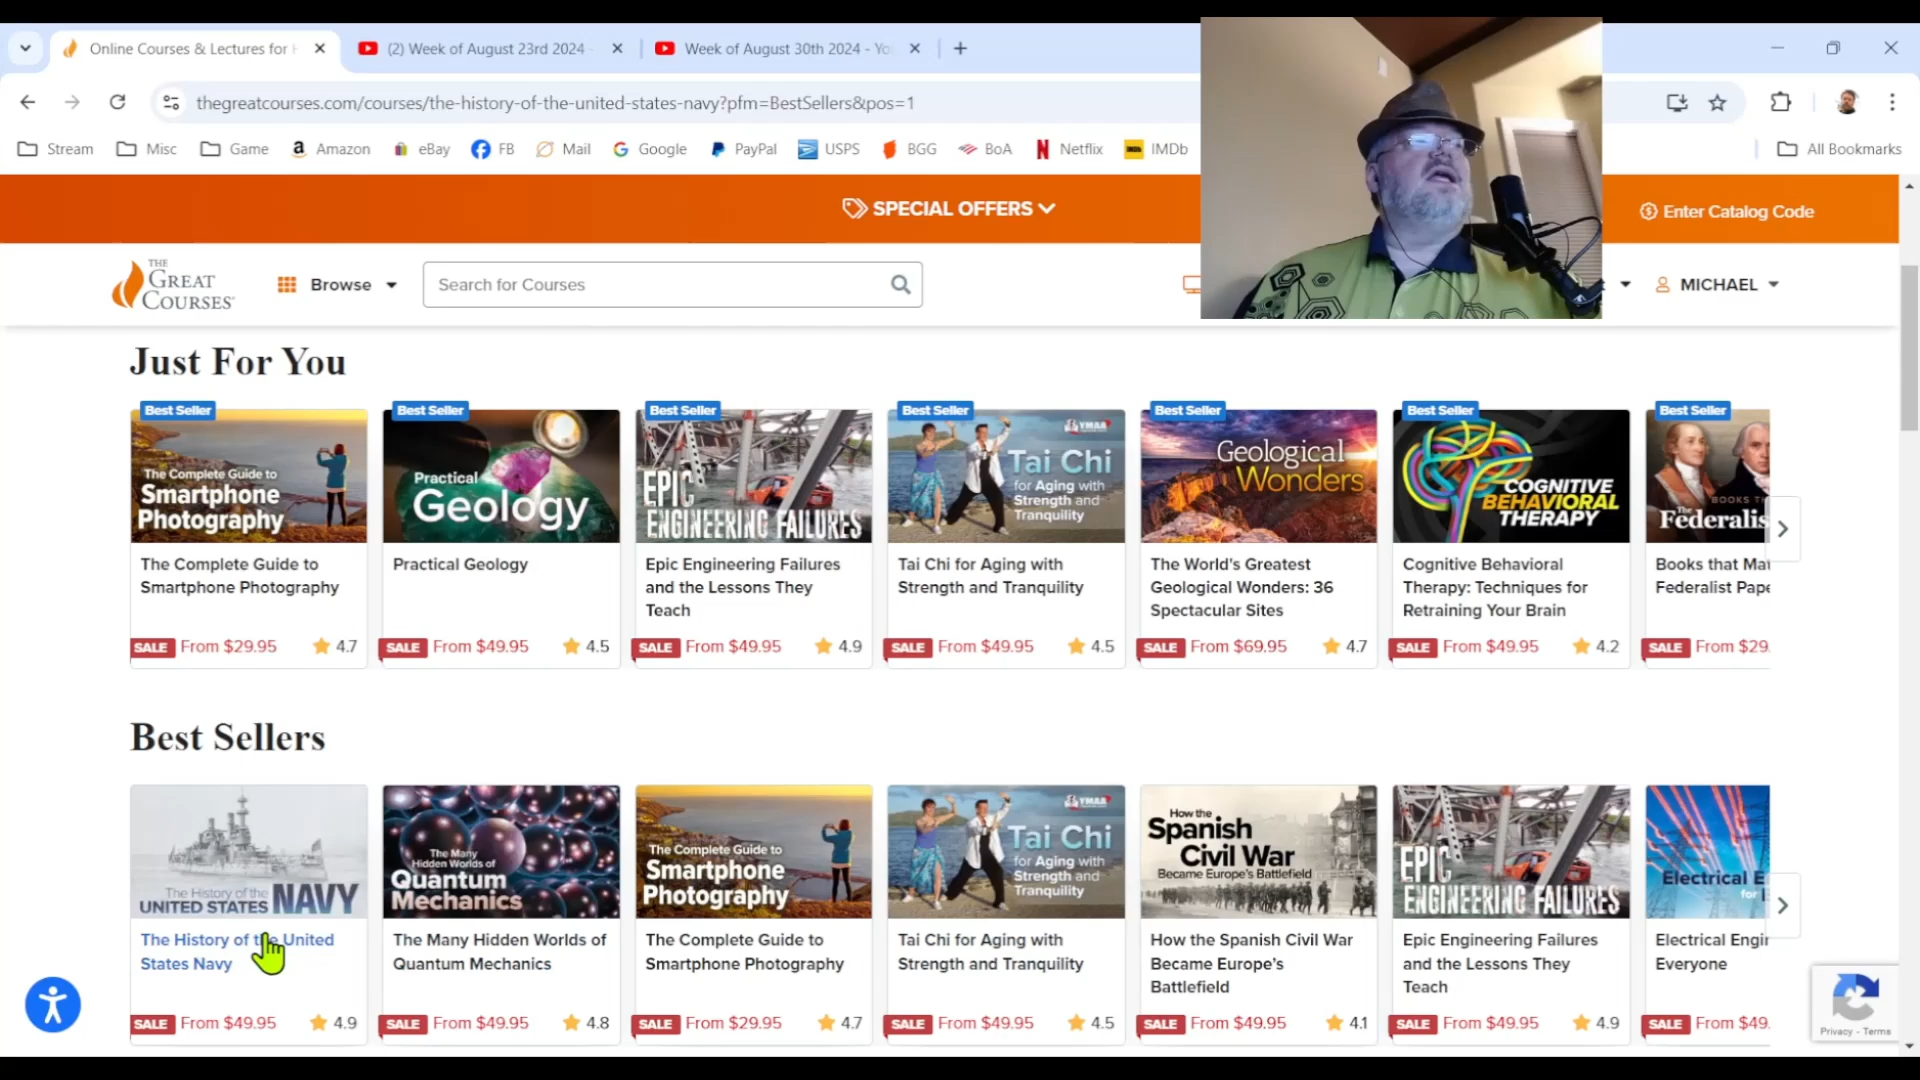 Online Courses & Lectures for H
(2) Week of August 23rd 2024 -
Week of August 30th 2024 - Yo
thegreatcourses.com/courses/the-history-of-the-united-states-navy?pfm=BestSellers&pos=1
Stream
Misc
Game
Amazon
eBay
FB
Mail
Google
PayPal
USPS
BGG
BoA
Netflix
IMDb
All Bookmarks
SPECIAL OFFERS
Enter Catalog Code
THE
GREAT
COURSES
Browse
Search for Courses
MICHAEL
Just For You
Best Seller
The Complete Guide to
Smartphone
Photography
The Complete Guide to
Smartphone Photography
SALE From $29.95
4.7
Best Seller
Practical
Geology
Practical Geology
SALE From $49.95
4.5
Best Seller
EPIC
ENGINEERING FAILURES
Epic Engineering Failures
and the Lessons They
Teach
SALE From $49.95
4.9
Best Seller
YMAA
Tai Chi
for Aging with
Strength and
Tranquility
Tai Chi for Aging with
Strength and Tranquility
SALE From $49.95
4.5
Best Seller
Geological
Wonders
The World's Greatest
Geological Wonders: 36
Spectacular Sites
SALE From $69.95
4.7
Best Seller
COGNITIVE
BEHAVIORAL
THERAPY
Cognitive Behavioral
Therapy: Techniques for
Retraining Your Brain
SALE From $49.95
4.2
Best Seller
BOOKS TH
The Federalis
Books that Mat
Federalist Pape
SALE From $29.
Best Sellers
The History of the
UNITED STATES NAVY
The History of the United
States Navy
SALE From $49.95
4.9
The Many
Hidden Worlds of
Quantum
Mechanics
The Many Hidden Worlds of
Quantum Mechanics
SALE From $49.95
4.8
The Complete Guide to
Smartphone
Photography
The Complete Guide to
Smartphone Photography
SALE From $29.95
4.7
YMAA
Tai Chi
for Aging with
Strength and
Tranquility
Tai Chi for Aging with
Strength and Tranquility
SALE From $49.95
4.5
How the
Spanish
Civil War
Became Europe's Battlefield
How the Spanish Civil War
Became Europe's
Battlefield
SALE From $49.95
4.1
EPIC
ENGINEERING FAILURES
Epic Engineering Failures
and the Lessons They
Teach
SALE From $49.95
4.9
Electrical E
for
Electrical Engin
Everyone
SALE From $49.
Privacy - Terms